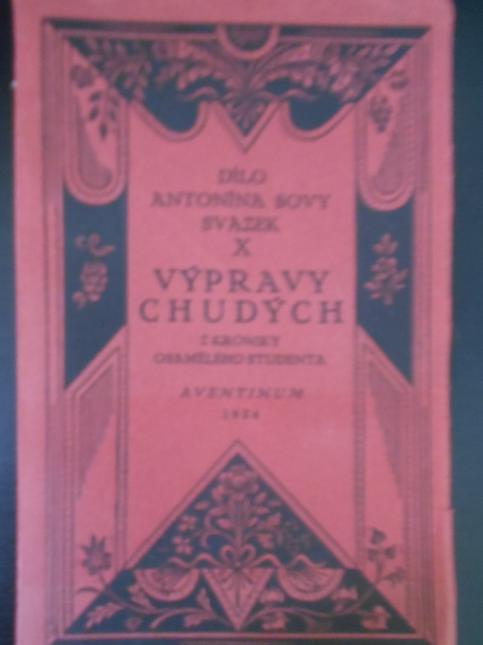 DÍLO
ANTONÍNA SOVY
SVAZEK
X
VÝPRAVY
CHUDÝCH
Z KRONIKY
OSAMĚLÉHO STUDENTA
AVENTINUM